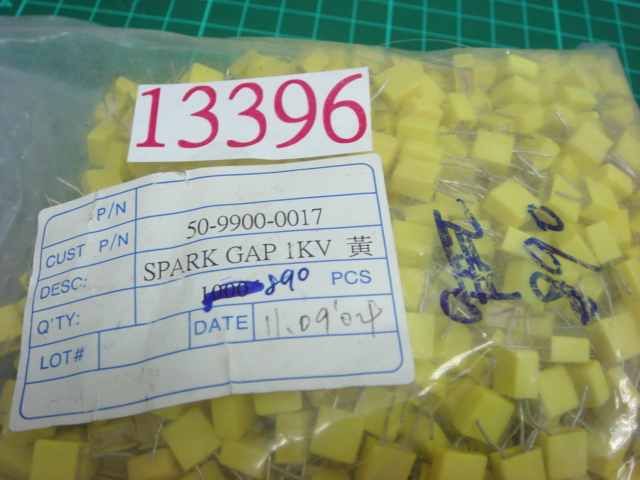 13396
P/N
CUST P/N 50-9900-0017
DESC: SPARK GAP 1KV 黃
Q'TY: 1000 890 PCS
LOT# DATE 11.09'04
890